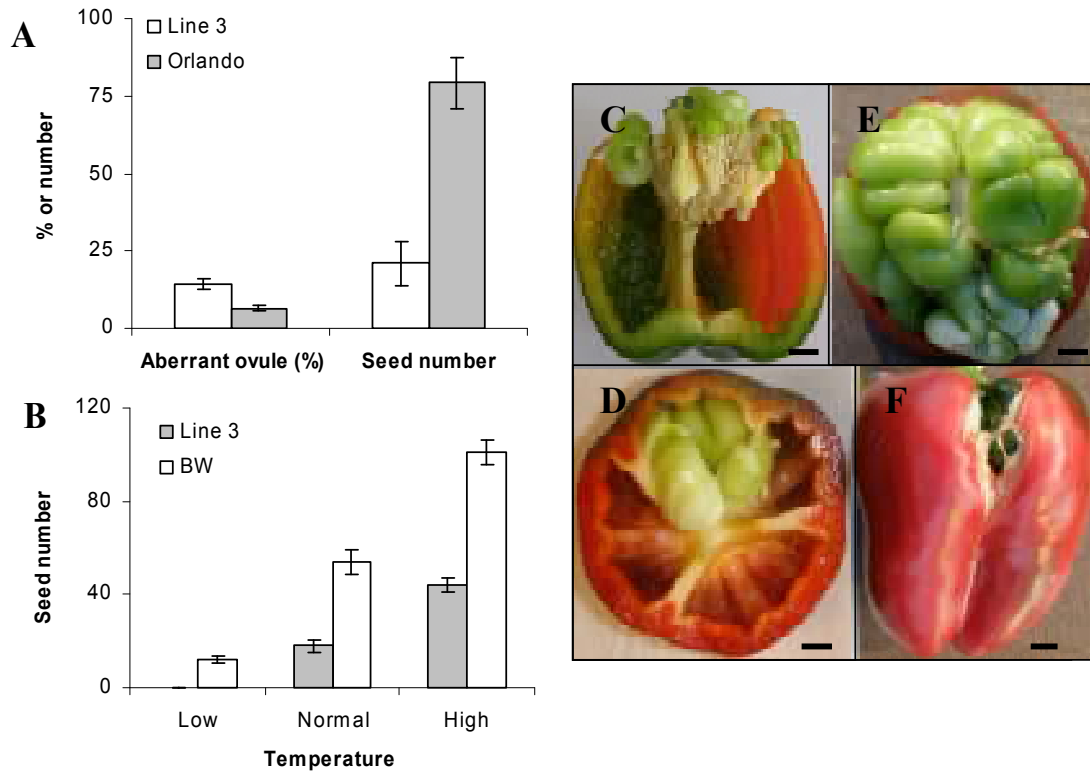 A
100
75
50
25
0
% or number
Line 3
Orlando
Aberrant ovule (%) Seed number
B
120
80
40
0
Seed number
Line 3
BW
Low Normal High
Temperature
C
E
D
F